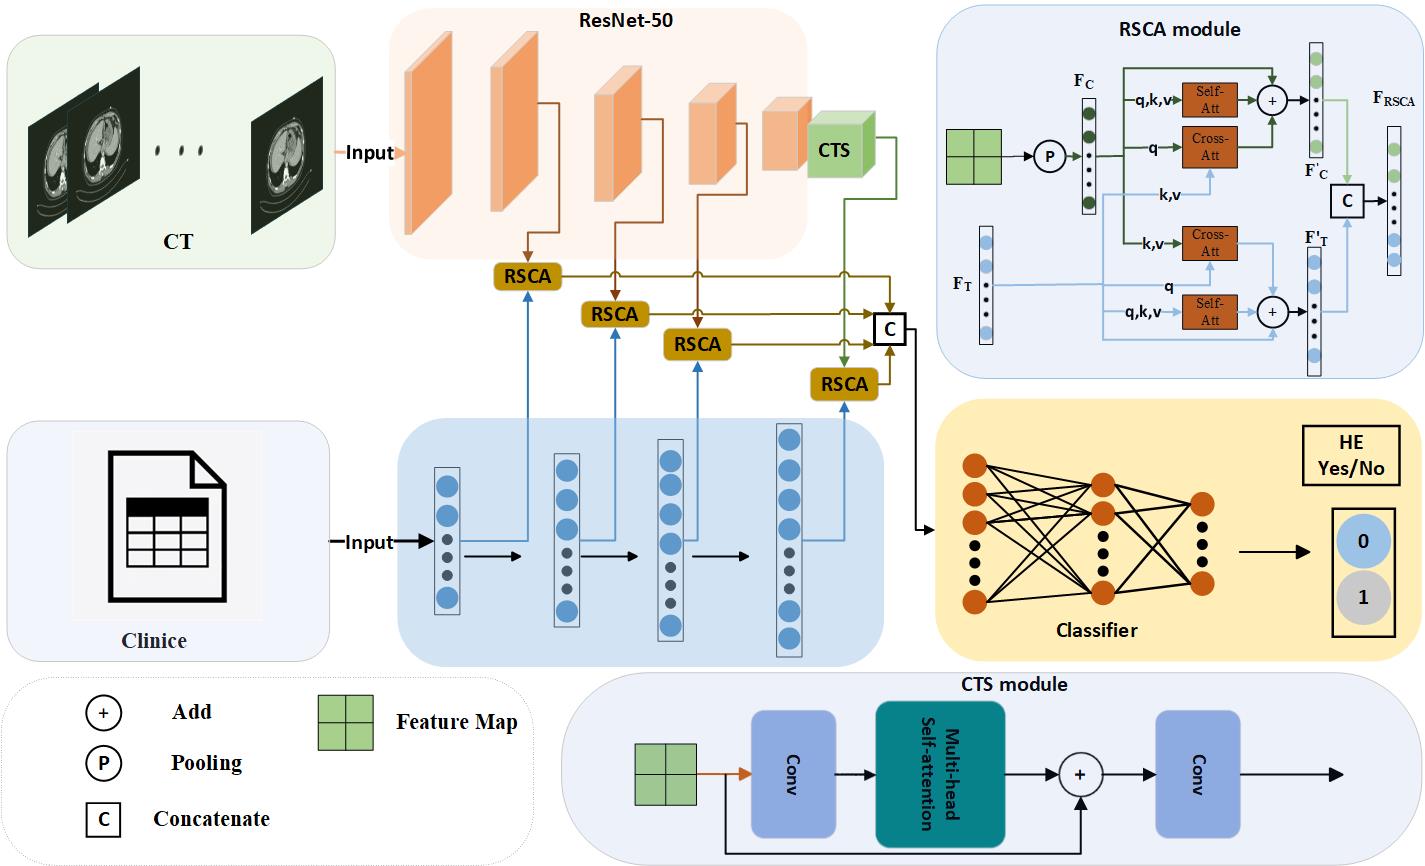 ResNet-50
CTS
Input
CT
RSCA
RSCA
RSCA
RSCA
C
RSCA module
F_C
q,k,v
Self-
Att
+
q
Cross-
Att
P
k,v
F'_C
F_RSCA
C
k,v
Cross-
Att
F'_T
F_T
q
q,k,v
Self-
Att
+
Clinice
Input
Classifier
HE
Yes/No
0
1
+ Add
P Pooling
C Concatenate
Feature Map
CTS module
Conv
Multi-head
Self-attention
+
Conv